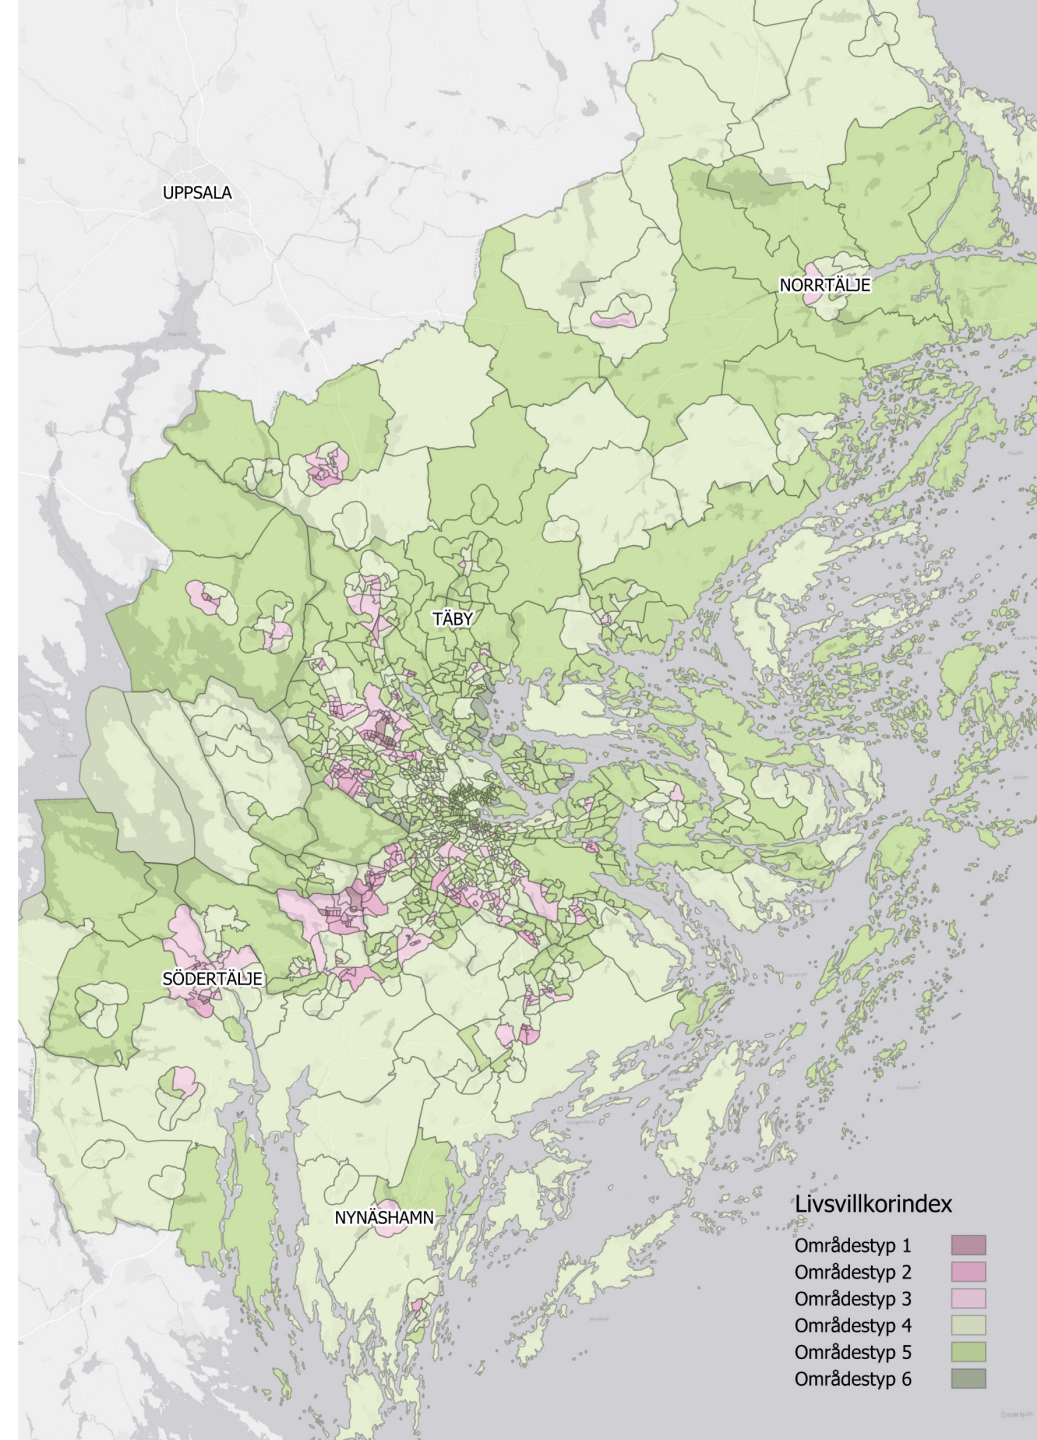 UPPSALA
NORRTÄLJE
TÄBY
SÖDERTÄLJE
NYNÄSHAMN
Livsvillkorindex
Områdestyp 1
Områdestyp 2
Områdestyp 3
Områdestyp 4
Områdestyp 5
Områdestyp 6